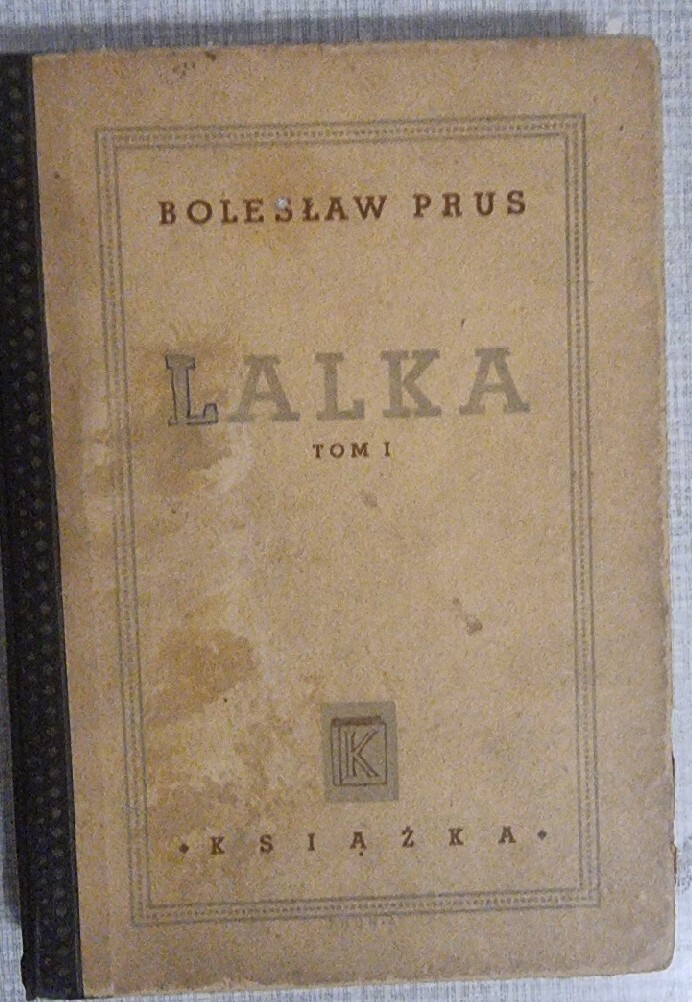 BOLESŁAW PRUS
LALKA
TOM I
K
KSIĄŻKA